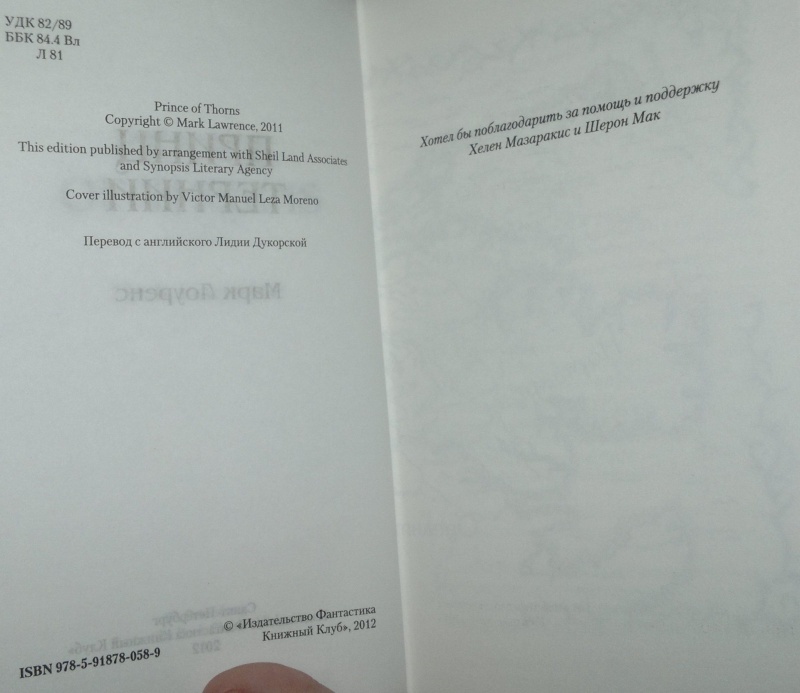 УДК 82/89
ББК 84.4 Вл
Л 81
Prince of Thorns
Copyright © Mark Lawrence, 2011
This edition published by arrangement with Sheil Land Associates
and Synopsis Literary Agency
Cover illustration by Victor Manuel Leza Moreno
Перевод с английского Лидии Дукорской
Марк Лоуренс
© «Издательство Фантастика
Книжный Клуб», 2012
ISBN 978-5-91878-058-9
Хотел бы поблагодарить за помощь и поддержку
Хелен Мазаракис и Шерон Мак